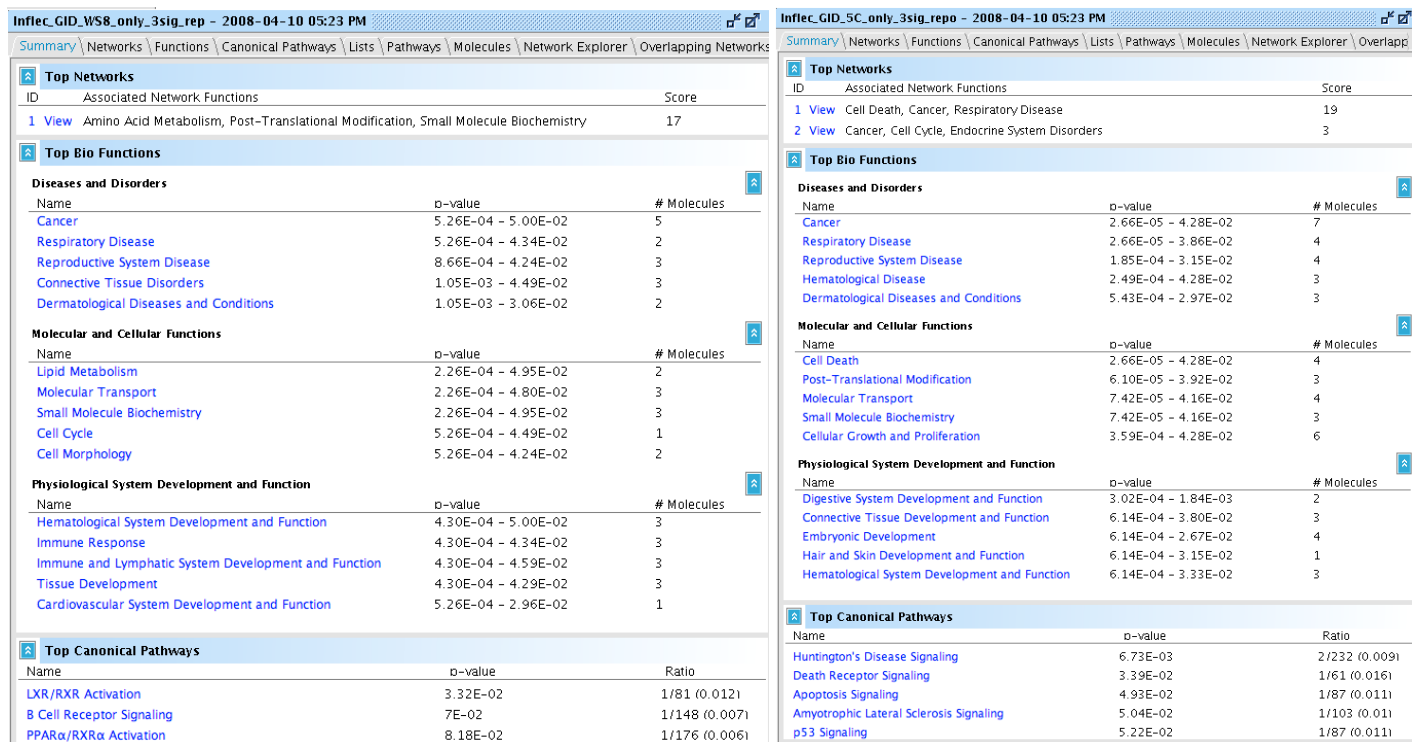 Inflec_GID_WS8_only_3sig_rep - 2008-04-10 05:23 PM
Summary Networks Functions Canonical Pathways Lists Pathways Molecules Network Explorer Overlapping Networks
Top Networks
ID Associated Network Functions Score
1 View Amino Acid Metabolism, Post-Translational Modification, Small Molecule Biochemistry 17
Top Bio Functions
Diseases and Disorders
Name p-value # Molecules
Cancer 5.26E-04 - 5.00E-02 5
Respiratory Disease 5.26E-04 - 4.34E-02 2
Reproductive System Disease 8.66E-04 - 4.24E-02 3
Connective Tissue Disorders 1.05E-03 - 4.49E-02 3
Dermatological Diseases and Conditions 1.05E-03 - 3.06E-02 2
Molecular and Cellular Functions
Name p-value # Molecules
Lipid Metabolism 2.26E-04 - 4.95E-02 2
Molecular Transport 2.26E-04 - 4.80E-02 3
Small Molecule Biochemistry 2.26E-04 - 4.95E-02 3
Cell Cycle 5.26E-04 - 4.49E-02 1
Cell Morphology 5.26E-04 - 4.24E-02 2
Physiological System Development and Function
Name p-value # Molecules
Hematological System Development and Function 4.30E-04 - 5.00E-02 3
Immune Response 4.30E-04 - 4.34E-02 3
Immune and Lymphatic System Development and Function 4.30E-04 - 4.59E-02 3
Tissue Development 4.30E-04 - 4.29E-02 3
Cardiovascular System Development and Function 5.26E-04 - 2.96E-02 1
Top Canonical Pathways
Name p-value Ratio
LXR/RXR Activation 3.32E-02 1/81 (0.012)
B Cell Receptor Signaling 7E-02 1/148 (0.007)
PPARα/RXRα Activation 8.18E-02 1/176 (0.006)
Inflec_GID_5C_only_3sig_repo - 2008-04-10 05:23 PM
Summary Networks Functions Canonical Pathways Lists Pathways Molecules Network Explorer Overlapp
Top Networks
ID Associated Network Functions Score
1 View Cell Death, Cancer, Respiratory Disease 19
2 View Cancer, Cell Cycle, Endocrine System Disorders 3
Top Bio Functions
Diseases and Disorders
Name p-value # Molecules
Cancer 2.66E-05 - 4.28E-02 7
Respiratory Disease 2.66E-05 - 3.86E-02 4
Reproductive System Disease 1.85E-04 - 3.15E-02 4
Hematological Disease 2.49E-04 - 4.28E-02 3
Dermatological Diseases and Conditions 5.43E-04 - 2.97E-02 3
Molecular and Cellular Functions
Name p-value # Molecules
Cell Death 2.66E-05 - 4.28E-02 4
Post-Translational Modification 6.10E-05 - 3.92E-02 3
Molecular Transport 7.42E-05 - 4.16E-02 4
Small Molecule Biochemistry 7.42E-05 - 4.16E-02 3
Cellular Growth and Proliferation 3.59E-04 - 4.28E-02 6
Physiological System Development and Function
Name p-value # Molecules
Digestive System Development and Function 3.02E-04 - 1.84E-03 2
Connective Tissue Development and Function 6.14E-04 - 3.80E-02 3
Embryonic Development 6.14E-04 - 2.67E-02 4
Hair and Skin Development and Function 6.14E-04 - 3.15E-02 1
Hematological System Development and Function 6.14E-04 - 3.33E-02 3
Top Canonical Pathways
Name p-value Ratio
Huntington's Disease Signaling 6.73E-03 2/232 (0.009)
Death Receptor Signaling 3.39E-02 1/61 (0.016)
Apoptosis Signaling 4.93E-02 1/87 (0.011)
Amyotrophic Lateral Sclerosis Signaling 5.04E-02 1/103 (0.01)
p53 Signaling 5.22E-02 1/87 (0.011)